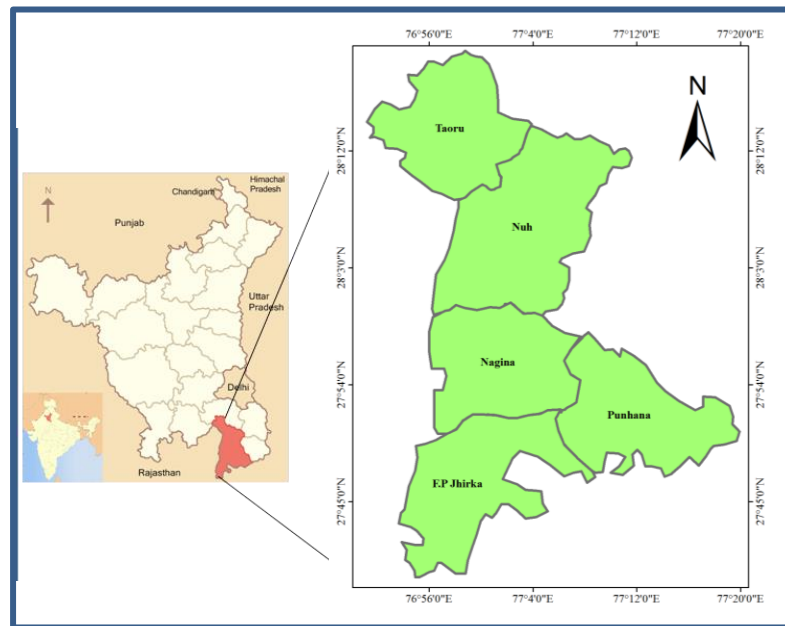 76°56'0"E 77°4'0"E 77°12'0"E 77°20'0"E
N
Taoru
28°12'0"N
28°12'0"N
Himachal
Pradesh
Chandigarh
N
Punjab
Nuh
28°3'0"N
28°3'0"N
Uttar
Pradesh
Nagina
Delhi
27°54'0"N
27°54'0"N
Punhana
Rajasthan
F.P Jhirka
27°45'0"N
27°45'0"N
76°56'0"E 77°4'0"E 77°12'0"E 77°20'0"E